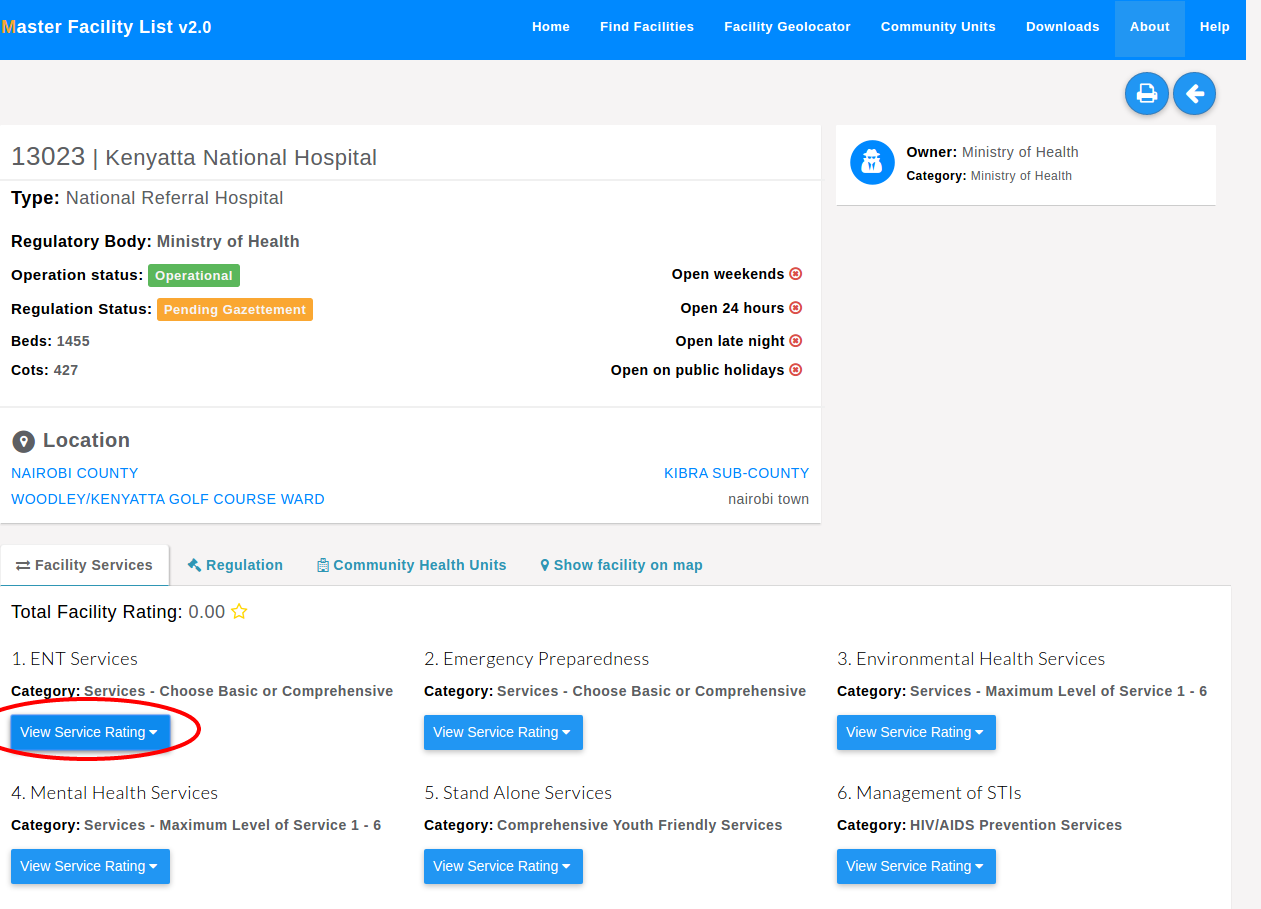 Master Facility List v2.0 Home Find Facilities Facility Geolocator Community Units Downloads About Help
13023 | Kenyatta National Hospital
Type: National Referral Hospital
Regulatory Body: Ministry of Health
Operation status: Operational
Regulation Status: Pending Gazettement
Beds: 1455
Cots: 427
Open weekends
Open 24 hours
Open late night
Open on public holidays
Owner: Ministry of Health
Category: Ministry of Health
Location
NAIROBI COUNTY KIBRA SUB-COUNTY
WOODLEY/KENYATTA GOLF COURSE WARD nairobi town
Facility Services Regulation Community Health Units Show facility on map
Total Facility Rating: 0.00
1. ENT Services
Category: Services - Choose Basic or Comprehensive
View Service Rating
2. Emergency Preparedness
Category: Services - Choose Basic or Comprehensive
View Service Rating
3. Environmental Health Services
Category: Services - Maximum Level of Service 1 - 6
View Service Rating
4. Mental Health Services
Category: Services - Maximum Level of Service 1 - 6
View Service Rating
5. Stand Alone Services
Category: Comprehensive Youth Friendly Services
View Service Rating
6. Management of STIs
Category: HIV/AIDS Prevention Services
View Service Rating